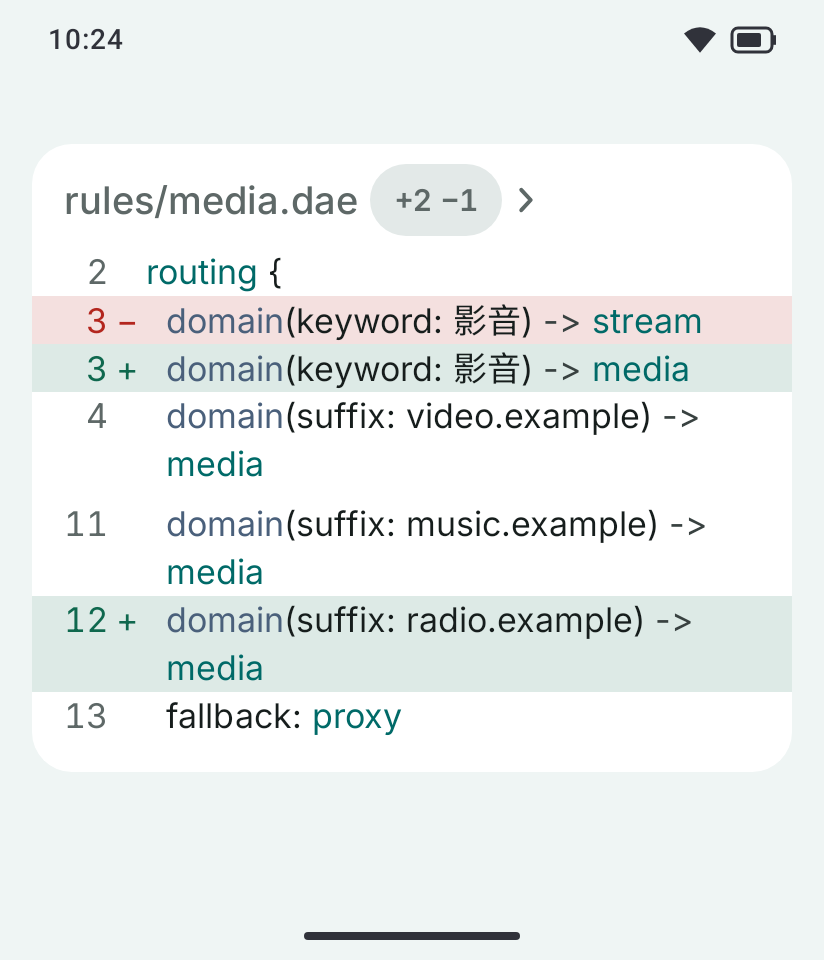 10:24
rules/media.dae +2 −1
2 routing {
3 − domain(keyword: 影音) -> stream
3 + domain(keyword: 影音) -> media
4 domain(suffix: video.example) ->
media
11 domain(suffix: music.example) ->
media
12 + domain(suffix: radio.example) ->
media
13 fallback: proxy